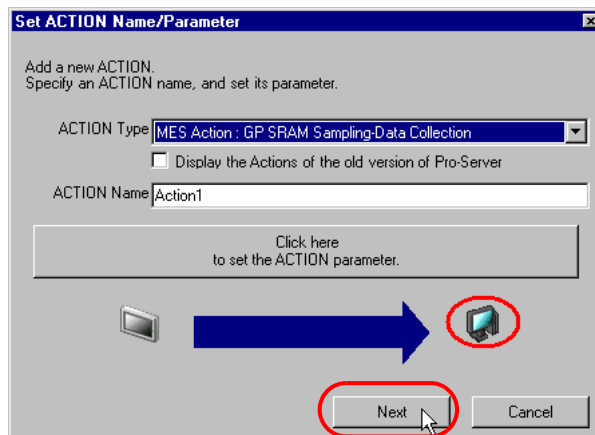 Set ACTION Name/Parameter
Add a new ACTION.
Specify an ACTION name, and set its parameter.
ACTION Type MES Action : GP SRAM Sampling-Data Collection
Display the Actions of the old version of Pro-Server
ACTION Name Action1
Click here
to set the ACTION parameter.
Next Cancel